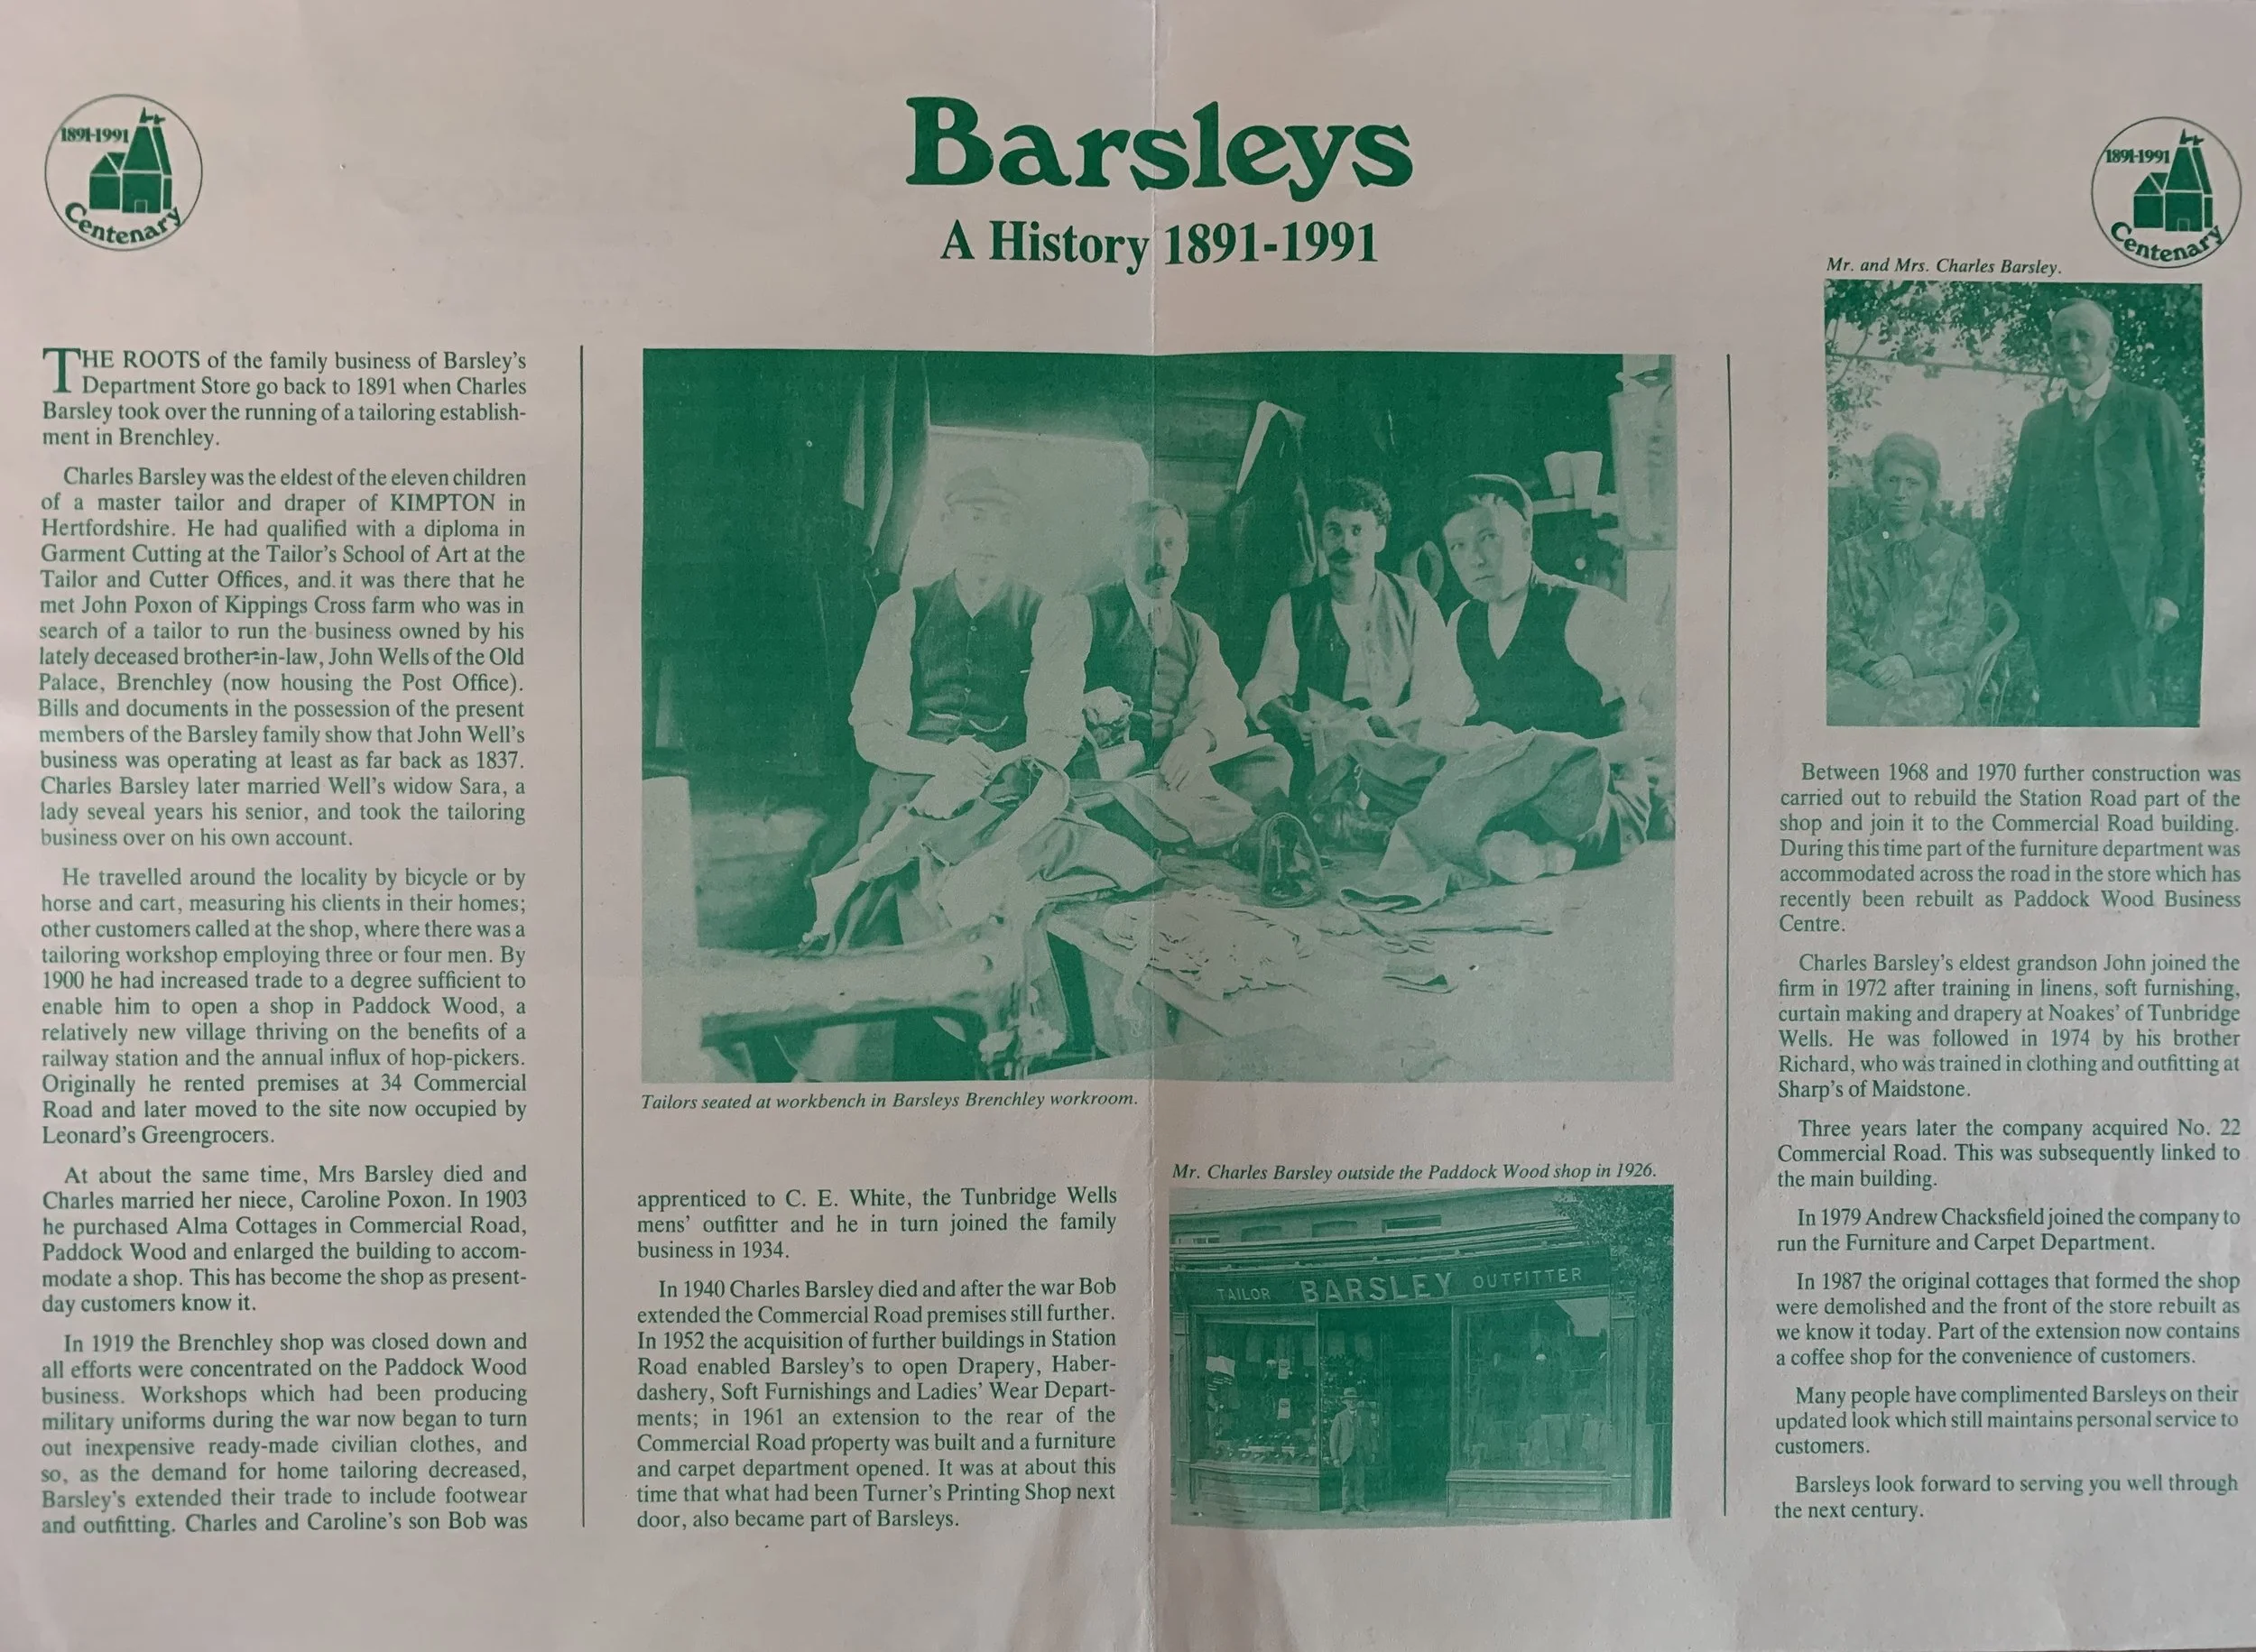 1891-1991
Centenary
Barsleys
A History 1891-1991
1891-1991
Centenary
THE ROOTS of the family business of Barsley's
Department Store go back to 1891 when Charles
Barsley took over the running of a tailoring establish-
ment in Brenchley.
Charles Barsley was the eldest of the eleven children
of a master tailor and draper of KIMPTON in
Hertfordshire. He had qualified with a diploma in
Garment Cutting at the Tailor's School of Art at the
Tailor and Cutter Offices, and it was there that he
met John Poxon of Kippings Cross farm who was in
search of a tailor to run the business owned by his
lately deceased brother-in-law, John Wells of the Old
Palace, Brenchley (now housing the Post Office).
Bills and documents in the possession of the present
members of the Barsley family show that John Well's
business was operating at least as far back as 1837.
Charles Barsley later married Well's widow Sara, a
lady seveal years his senior, and took the tailoring
business over on his own account.
He travelled around the locality by bicycle or by
horse and cart, measuring his clients in their homes;
other customers called at the shop, where there was a
tailoring workshop employing three or four men. By
1900 he had increased trade to a degree sufficient to
enable him to open a shop in Paddock Wood, a
relatively new village thriving on the benefits of a
railway station and the annual influx of hop-pickers.
Originally he rented premises at 34 Commercial
Road and later moved to the site now occupied by
Leonard's Greengrocers.
At about the same time, Mrs Barsley died and
Charles married her niece, Caroline Poxon. In 1903
he purchased Alma Cottages in Commercial Road,
Paddock Wood and enlarged the building to accom-
modate a shop. This has become the shop as present-
day customers know it.
In 1919 the Brenchley shop was closed down and
all efforts were concentrated on the Paddock Wood
business. Workshops which had been producing
military uniforms during the war now began to turn
out inexpensive ready-made civilian clothes, and
so, as the demand for home tailoring decreased,
Barsley's extended their trade to include footwear
and outfitting. Charles and Caroline's son Bob was
Tailors seated at workbench in Barsleys Brenchley workroom.
apprenticed to C. E. White, the Tunbridge Wells
mens' outfitter and he in turn joined the family
business in 1934.
In 1940 Charles Barsley died and after the war Bob
extended the Commercial Road premises still further.
In 1952 the acquisition of further buildings in Station
Road enabled Barsley's to open Drapery, Haber-
dashery, Soft Furnishings and Ladies' Wear Depart-
ments; in 1961 an extension to the rear of the
Commercial Road property was built and a furniture
and carpet department opened. It was at about this
time that what had been Turner's Printing Shop next
door, also became part of Barsleys.
Mr. Charles Barsley outside the Paddock Wood shop in 1926.
TAILOR BARSLEY OUTFITTER
Mr. and Mrs. Charles Barsley.
Between 1968 and 1970 further construction was
carried out to rebuild the Station Road part of the
shop and join it to the Commercial Road building.
During this time part of the furniture department was
accommodated across the road in the store which has
recently been rebuilt as Paddock Wood Business
Centre.
Charles Barsley's eldest grandson John joined the
firm in 1972 after training in linens, soft furnishing,
curtain making and drapery at Noakes' of Tunbridge
Wells. He was followed in 1974 by his brother
Richard, who was trained in clothing and outfitting at
Sharp's of Maidstone.
Three years later the company acquired No. 22
Commercial Road. This was subsequently linked to
the main building.
In 1979 Andrew Chacksfield joined the company to
run the Furniture and Carpet Department.
In 1987 the original cottages that formed the shop
were demolished and the front of the store rebuilt as
we know it today. Part of the extension now contains
a coffee shop for the convenience of customers.
Many people have complimented Barsleys on their
updated look which still maintains personal service to
customers.
Barsleys look forward to serving you well through
the next century.